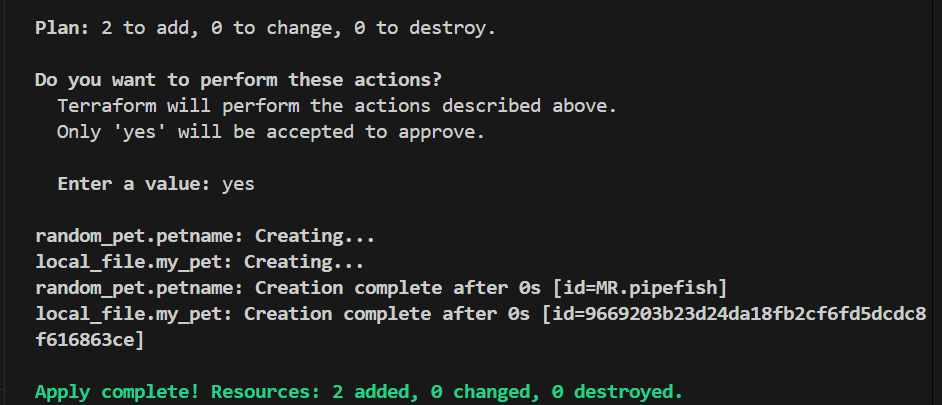 Plan: 2 to add, 0 to change, 0 to destroy.
Do you want to perform these actions?
Terraform will perform the actions described above.
Only 'yes' will be accepted to approve.
Enter a value: yes
random_pet.petname: Creating...
local_file.my_pet: Creating...
random_pet.petname: Creation complete after 0s [id=MR.pipefish]
local_file.my_pet: Creation complete after 0s [id=9669203b23d24da18fb2cf6fd5dcdc8
f616863ce]
Apply complete! Resources: 2 added, 0 changed, 0 destroyed.